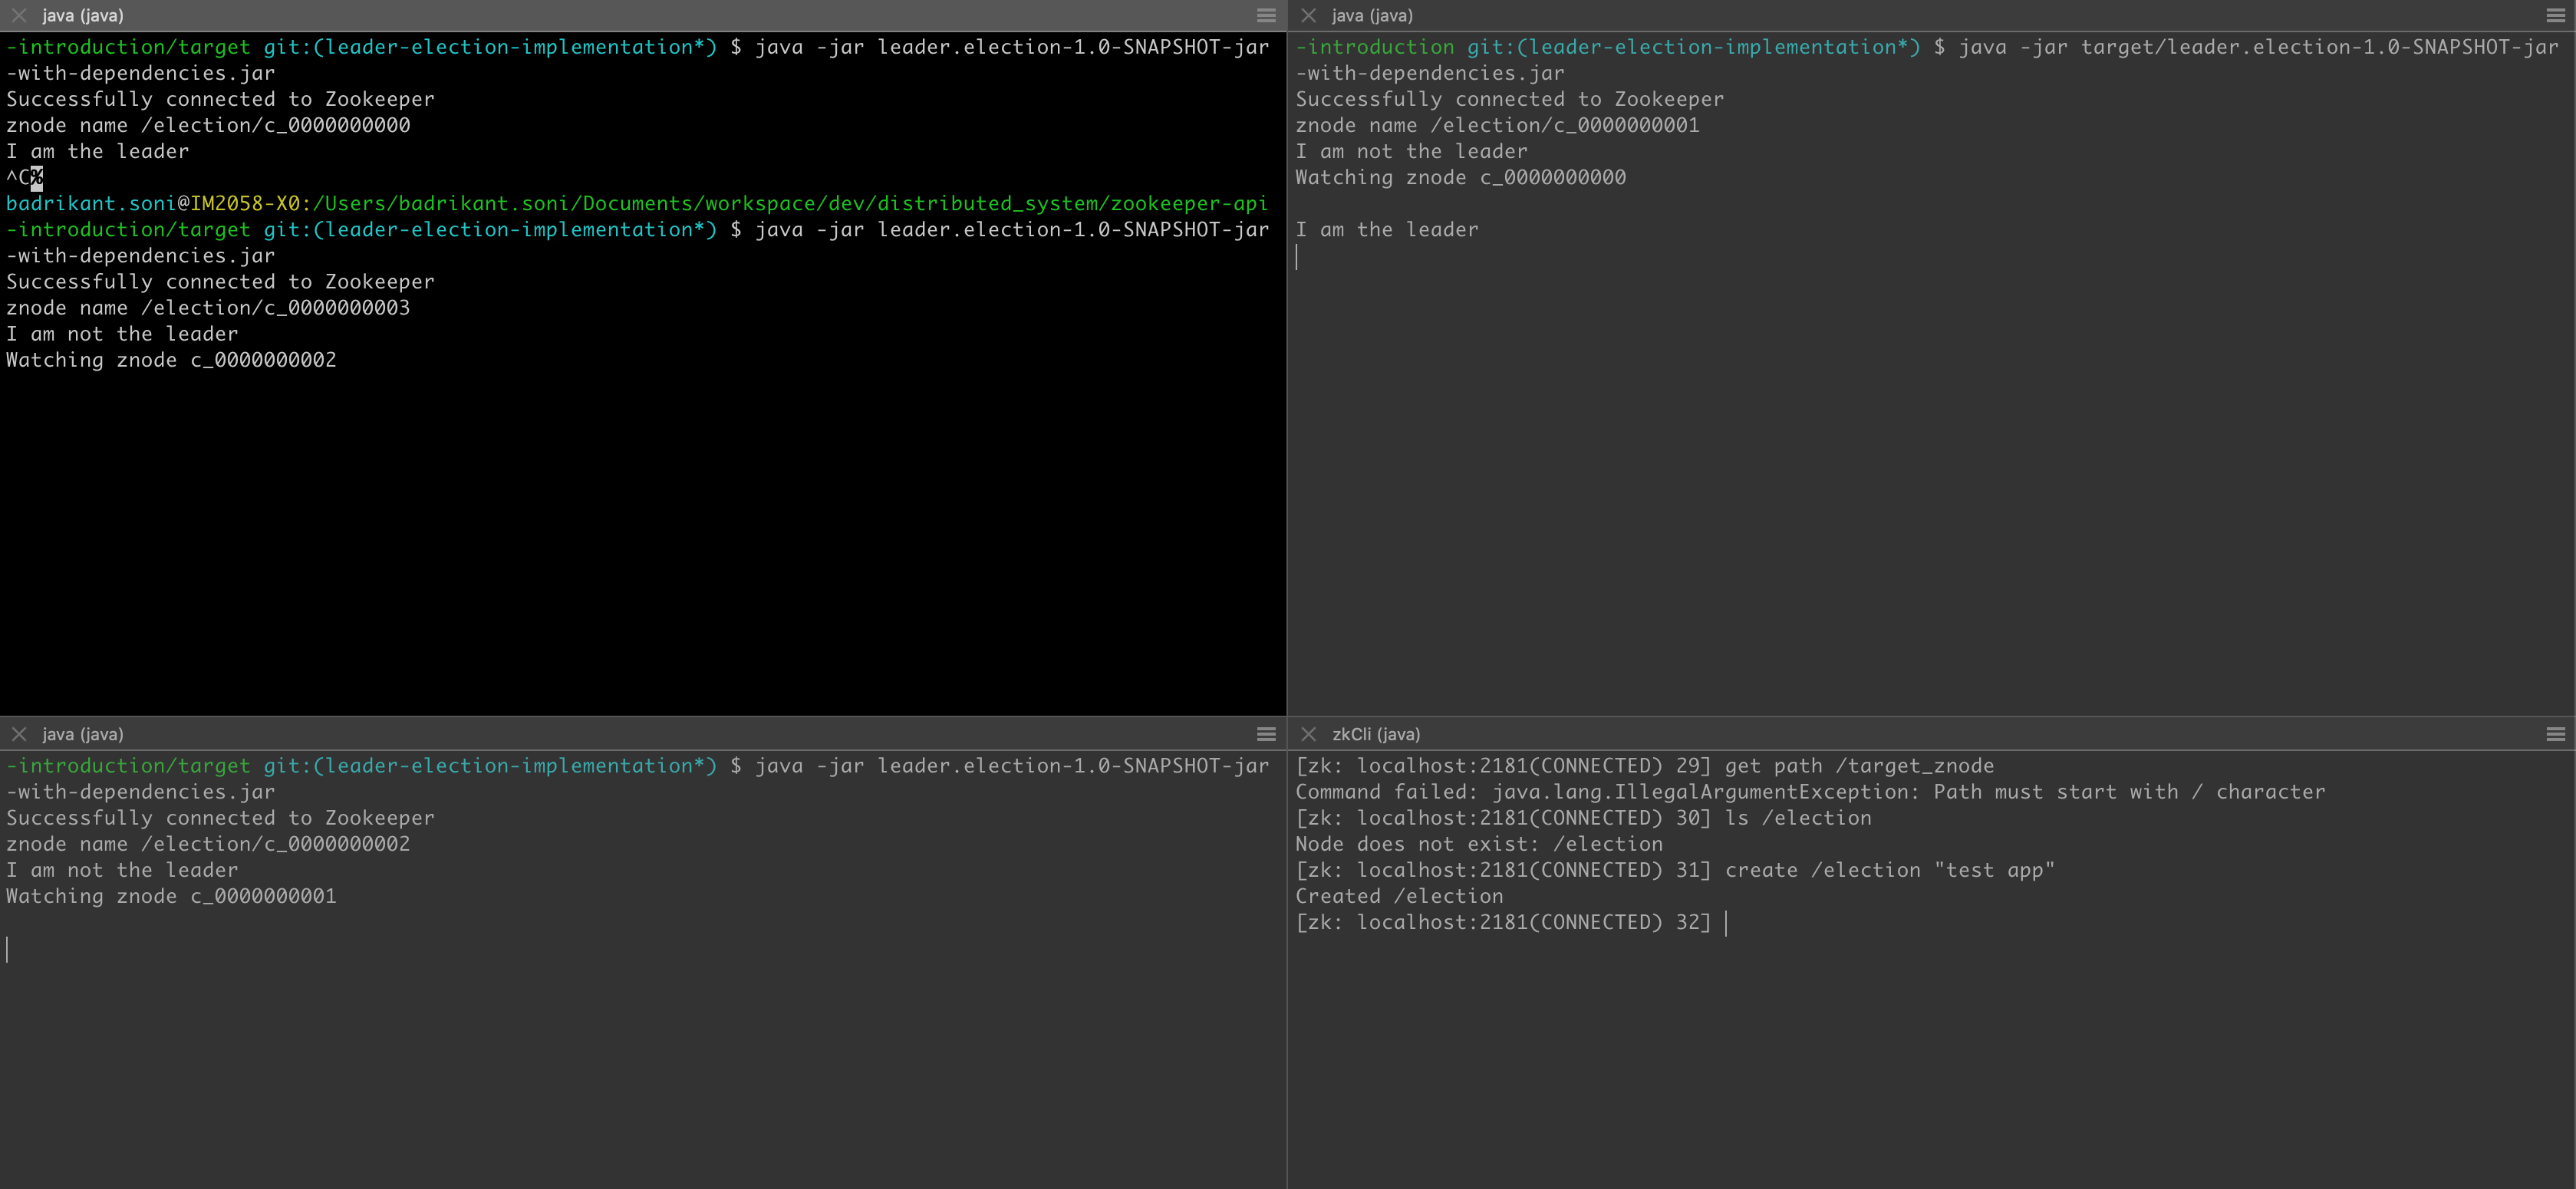 java (java)
-introduction/target git:(leader-election-implementation*) $ java -jar leader.election-1.0-SNAPSHOT-jar
-with-dependencies.jar
Successfully connected to Zookeeper
znode name /election/c_0000000000
I am the leader
^C%
badrikant.soni@IM2058-X0:/Users/badrikant.soni/Documents/workspace/dev/distributed_system/zookeeper-api
-introduction/target git:(leader-election-implementation*) $ java -jar leader.election-1.0-SNAPSHOT-jar
-with-dependencies.jar
Successfully connected to Zookeeper
znode name /election/c_0000000003
I am not the leader
Watching znode c_0000000002
java (java)
-introduction git:(leader-election-implementation*) $ java -jar target/leader.election-1.0-SNAPSHOT-jar
-with-dependencies.jar
Successfully connected to Zookeeper
znode name /election/c_0000000001
I am not the leader
Watching znode c_0000000000
I am the leader
java (java)
-introduction/target git:(leader-election-implementation*) $ java -jar leader.election-1.0-SNAPSHOT-jar
-with-dependencies.jar
Successfully connected to Zookeeper
znode name /election/c_0000000002
I am not the leader
Watching znode c_0000000001
zkCli (java)
[zk: localhost:2181(CONNECTED) 29] get path /target_znode
Command failed: java.lang.IllegalArgumentException: Path must start with / character
[zk: localhost:2181(CONNECTED) 30] ls /election
Node does not exist: /election
[zk: localhost:2181(CONNECTED) 31] create /election "test app"
Created /election
[zk: localhost:2181(CONNECTED) 32]